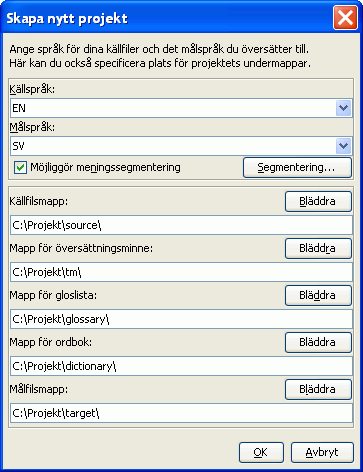 Skapa nytt projekt
Ange språk för dina källfiler och det målspråk du översätter till.
Här kan du också specificera plats för projektets undermappar.
Källspråk:
EN
Målspråk:
SV
Möjliggör meningssegmentering
Segmentering...
Källfilsmapp:
Bläddra
C:\Projekt\source\
Mapp för översättningsminne:
Bläddra
C:\Projekt\tm\
Mapp för gloslista:
Bläddra
C:\Projekt\glossary\
Mapp för ordbok:
Bläddra
C:\Projekt\dictionary\
Målfilsmapp:
Bläddra
C:\Projekt\target\
OK
Avbryt